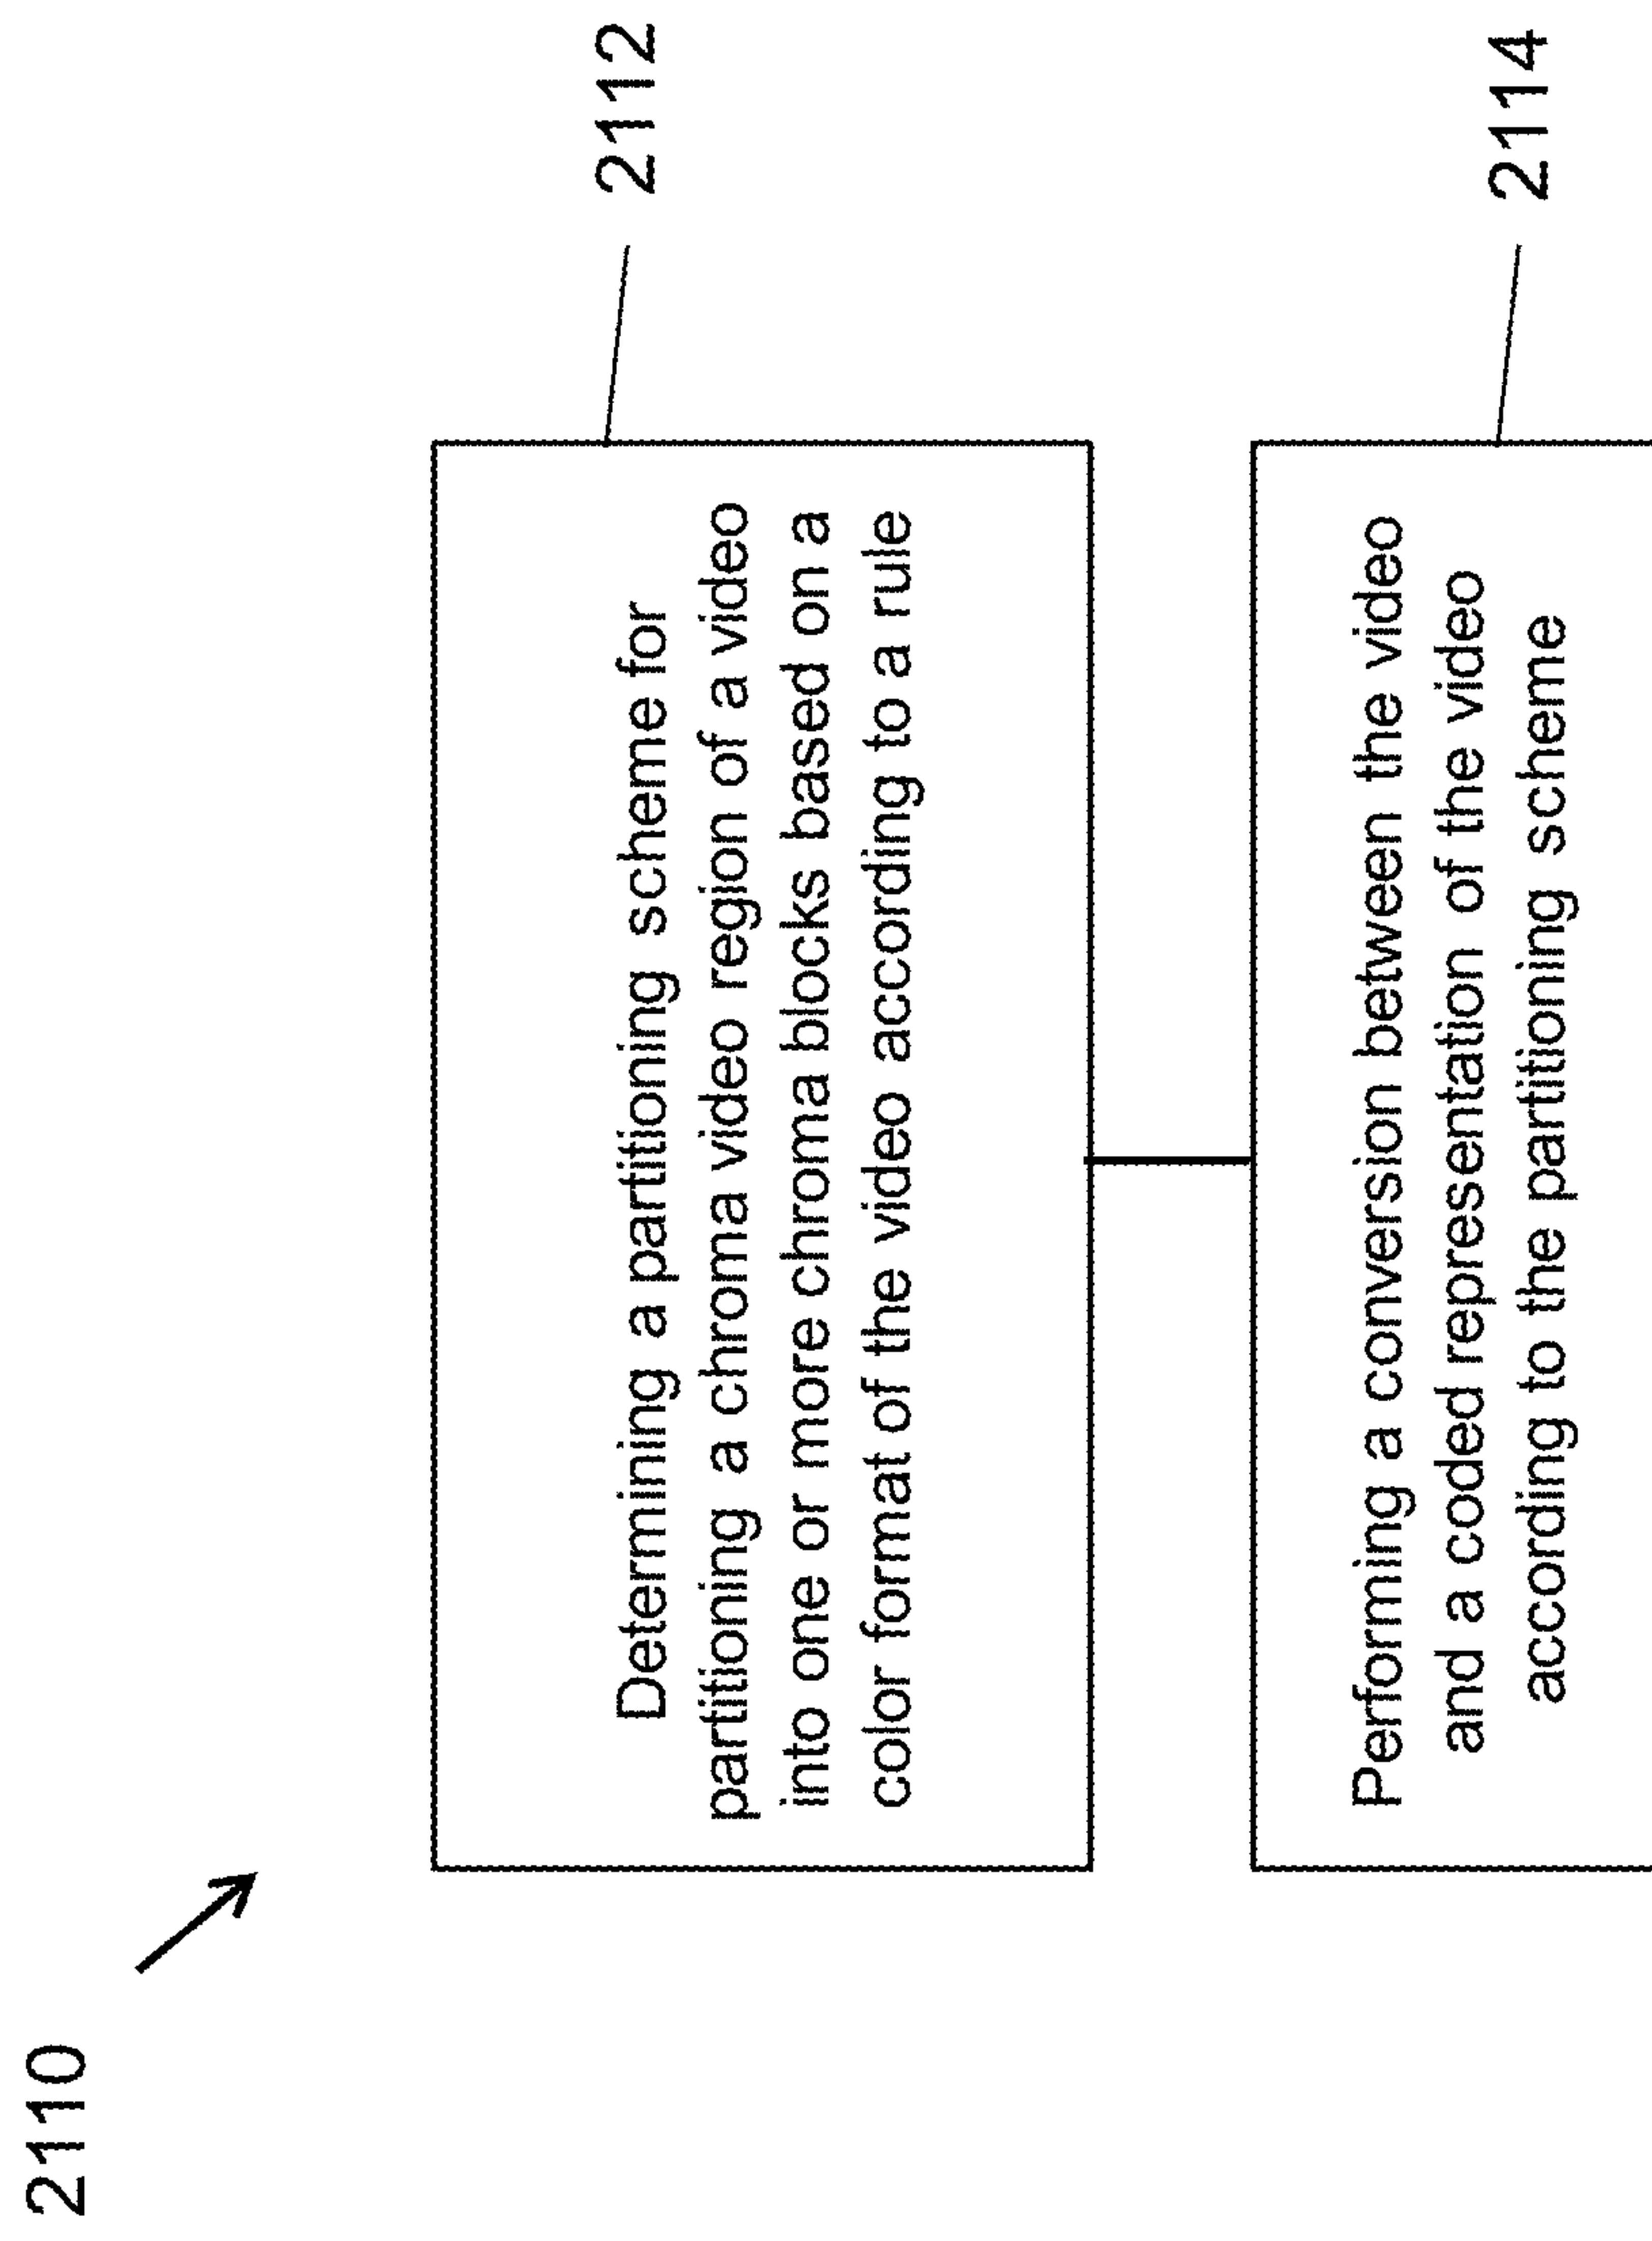 2110
2112
Determining a partitioning scheme for
partitioning a chroma video region of a video
into one or more chroma blocks based on a
color format of the video according to a rule
2114
Performing a conversion between the video
and a coded representation of the video
according to the partitioning scheme